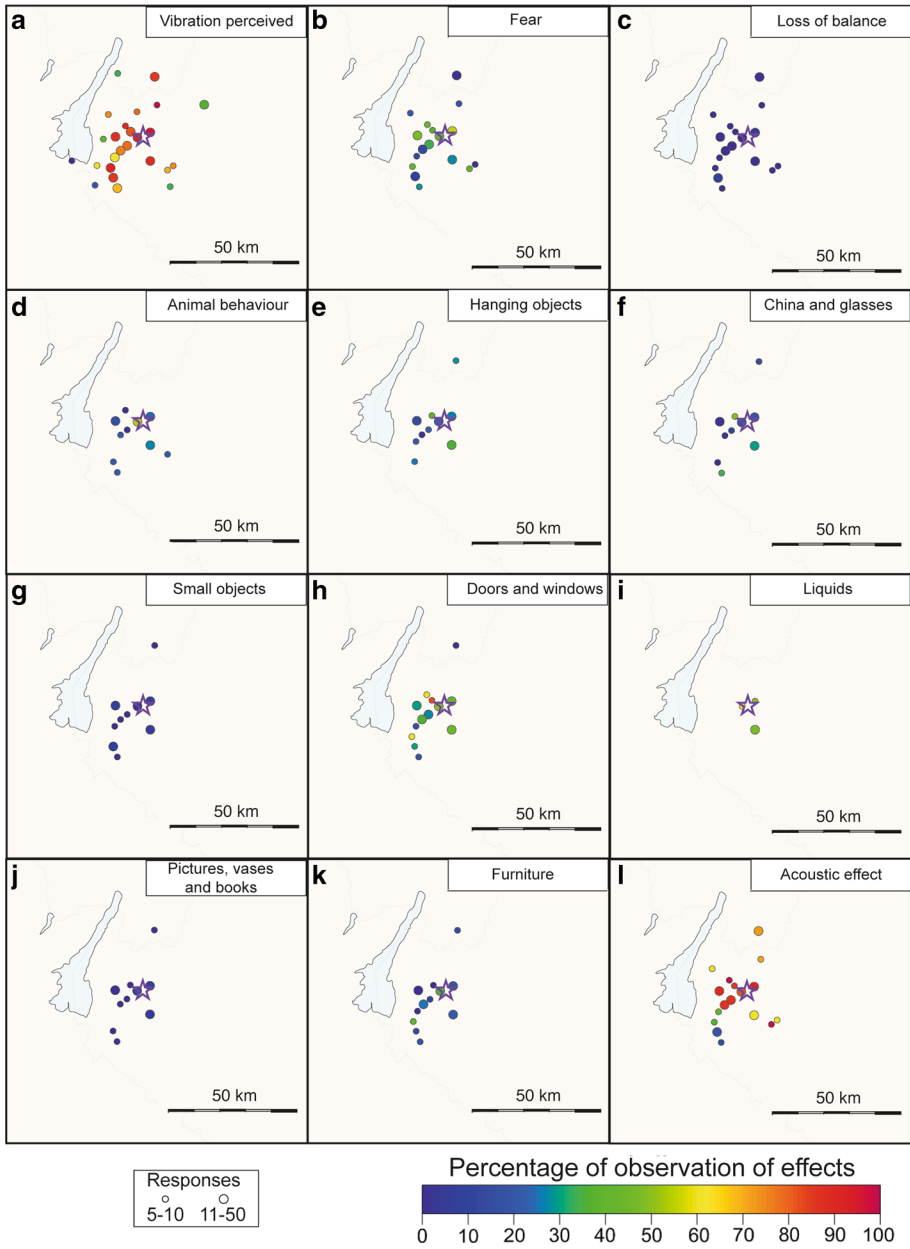 a
Vibration perceived
b
Fear
c
Loss of balance
50 km
50 km
50 km
d
Animal behaviour
e
Hanging objects
f
China and glasses
50 km
50 km
50 km
g
Small objects
h
Doors and windows
i
Liquids
50 km
50 km
50 km
j
Pictures, vases
and books
k
Furniture
l
Acoustic effect
50 km
50 km
50 km
Responses
5-10 11-50
Percentage of observation of effects
0 10 20 30 40 50 60 70 80 90 100